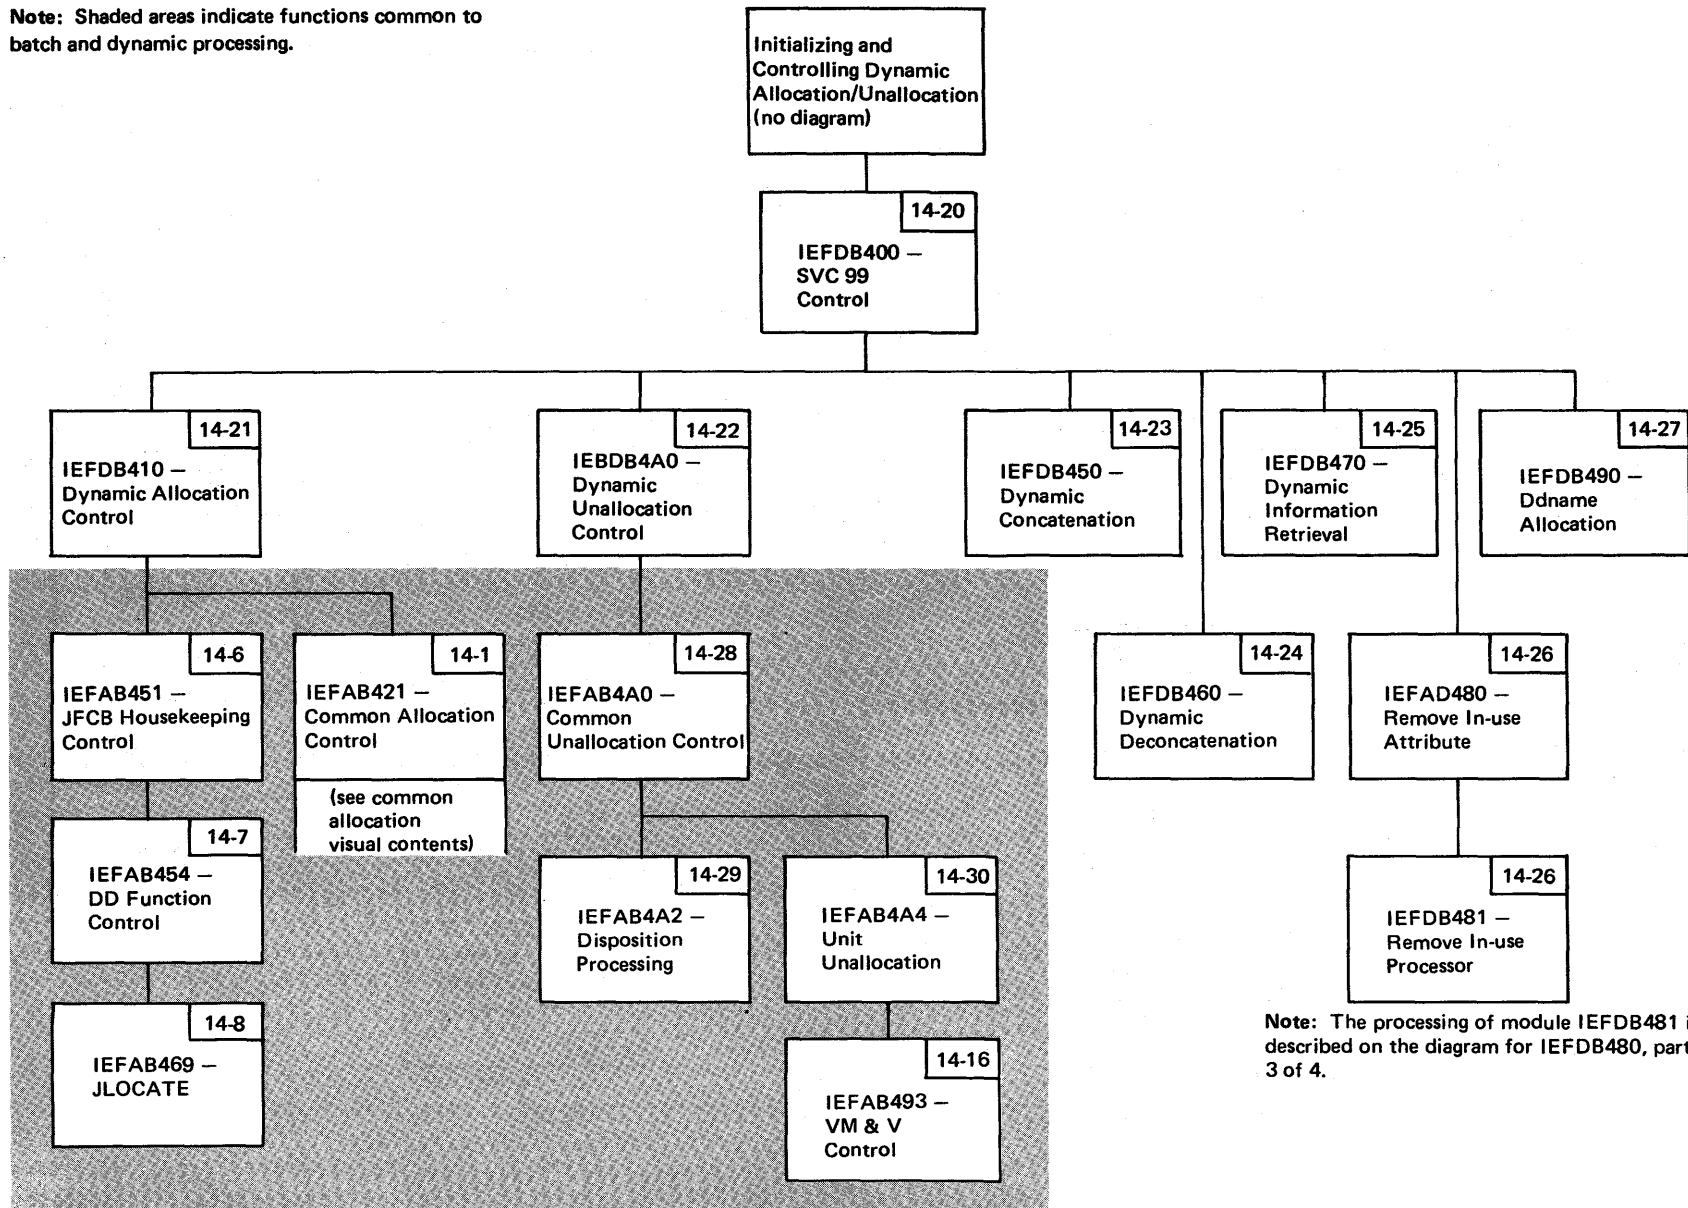 Note: Shaded areas indicate functions common to
batch and dynamic processing.
Initializing and
Controlling Dynamic
Allocation/Unallocation
(no diagram)
14-20
IEFDB400 —
SVC 99
Control
14-21
IEFDB410 —
Dynamic Allocation
Control
14-22
IEBDB4A0 —
Dynamic
Unallocation
Control
14-23
IEFDB450 —
Dynamic
Concatenation
14-25
IEFDB470 —
Dynamic
Information
Retrieval
14-27
IEFDB490 —
Ddname
Allocation
14-6
IEFAB451 —
JFCB Housekeeping
Control
14-1
IEFAB421 —
Common Allocation
Control
(see common
allocation
visual contents)
14-28
IEFAB4A0 —
Common
Unallocation Control
14-24
IEFDB460 —
Dynamic
Deconcatenation
14-26
IEFAD480 —
Remove In-use
Attribute
14-7
IEFAB454 —
DD Function
Control
14-29
IEFAB4A2 —
Disposition
Processing
14-30
IEFAB4A4 —
Unit
Unallocation
14-26
IEFDB481 —
Remove In-use
Processor
14-8
IEFAB469 —
JLOCATE
14-16
IEFAB493 —
VM & V
Control
Note: The processing of module IEFDB481 i
described on the diagram for IEFDB480, part
3 of 4.